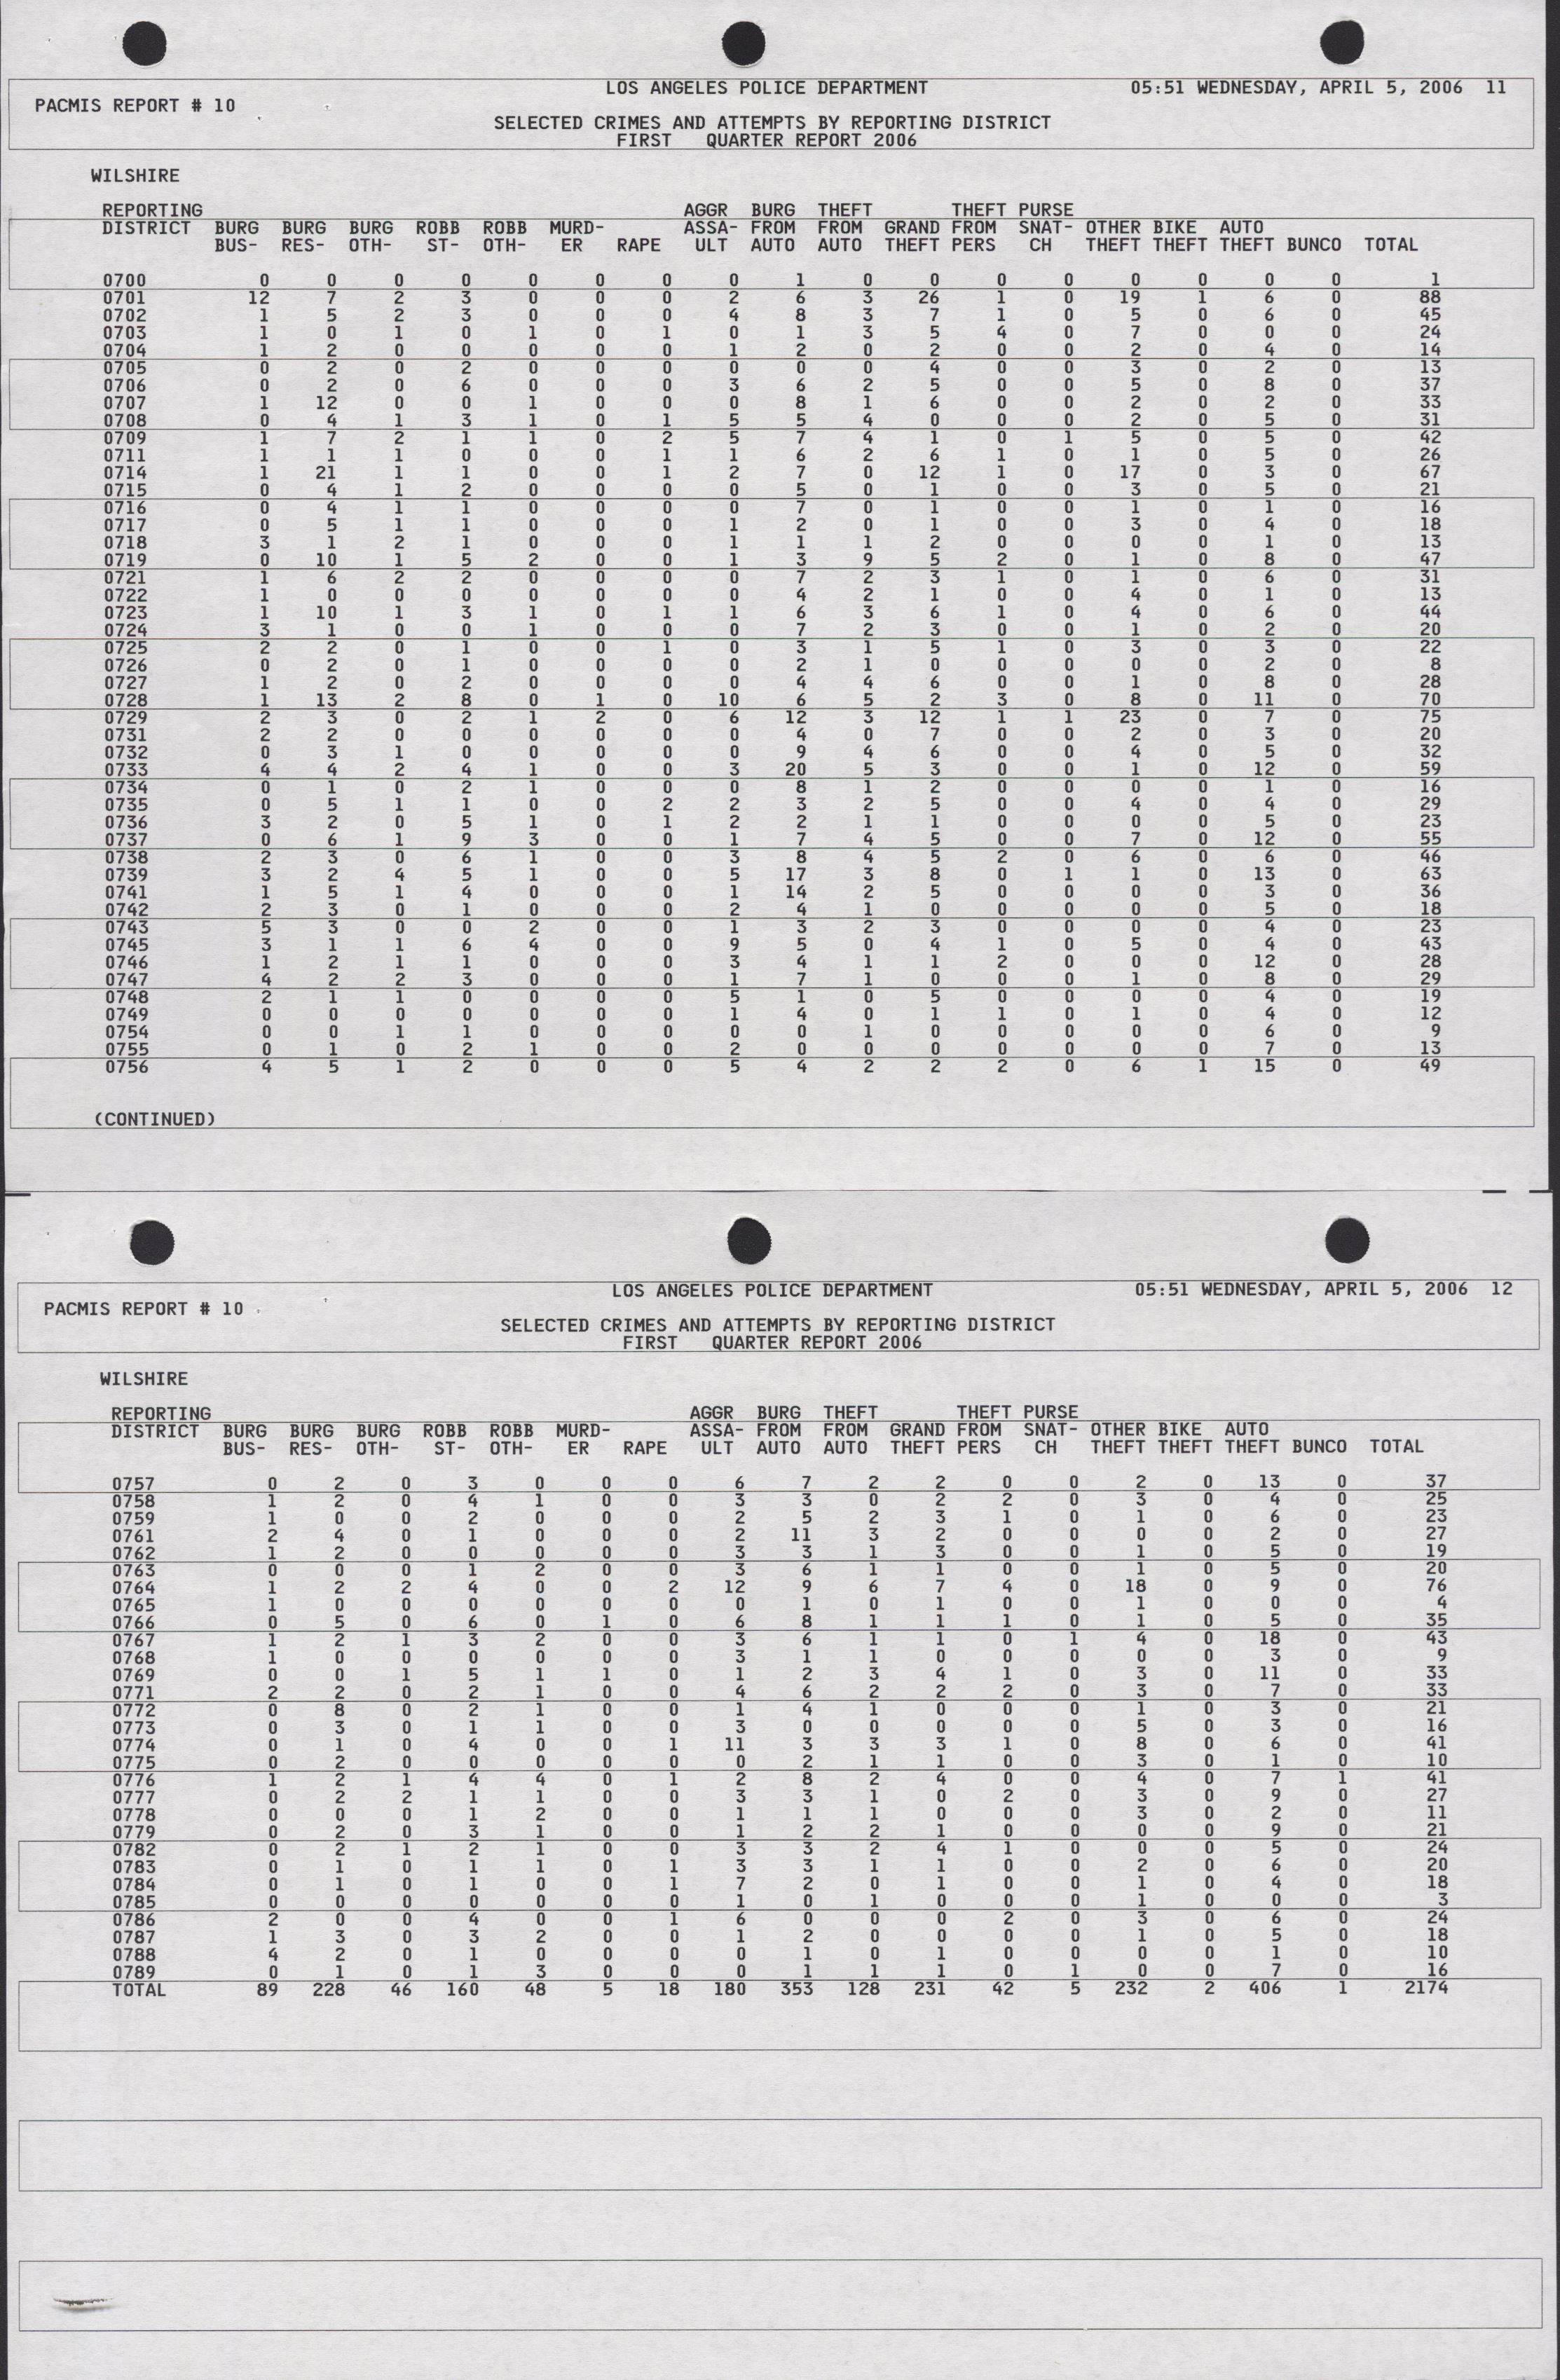 LOS ANGELES POLICE DEPARTMENT 05:51 WEDNESDAY, APRIL 5, 2006 11
PACMIS REPORT # 10
SELECTED CRIMES AND ATTEMPTS BY REPORTING DISTRICT
FIRST QUARTER REPORT 2006
WILSHIRE
REPORTING AGGR BURG THEFT THEFT PURSE
DISTRICT BURG BURG BURG ROBB ROBB MURD- ASSA- FROM FROM GRAND FROM SNAT- OTHER BIKE AUTO
BUS- RES- OTH- ST- OTH- ER RAPE ULT AUTO AUTO THEFT PERS CH THEFT THEFT THEFT BUNCO TOTAL
0700 0 0 0 0 0 0 0 0 1 0 0 0 0 0 0 0 0 1
0701 12 7 2 3 0 0 0 2 6 3 26 1 0 19 1 6 0 88
0702 1 5 2 3 0 0 0 4 8 3 7 1 0 5 0 6 0 45
0703 1 0 1 0 1 0 1 0 1 3 5 4 0 7 0 0 0 24
0704 1 2 0 0 0 0 0 1 2 0 2 0 0 2 0 4 0 14
0705 0 2 0 2 0 0 0 0 0 0 4 0 0 3 0 2 0 13
0706 0 2 0 6 0 0 0 3 6 2 5 0 0 5 0 8 0 37
0707 1 12 0 0 1 0 0 0 8 1 6 0 0 2 0 2 0 33
0708 0 4 1 3 1 0 1 5 5 4 0 0 0 2 0 5 0 31
0709 1 7 2 1 1 0 2 5 7 4 1 0 1 5 0 5 0 42
0711 1 1 1 0 0 0 1 1 6 2 6 1 0 1 0 5 0 26
0714 1 21 1 1 0 0 1 2 7 0 12 1 0 17 0 3 0 67
0715 0 4 1 2 0 0 0 0 5 0 1 0 0 3 0 5 0 21
0716 0 4 1 1 0 0 0 0 7 0 1 0 0 1 0 1 0 16
0717 0 5 1 1 0 0 0 1 2 0 1 0 0 3 0 4 0 18
0718 3 1 2 1 0 0 0 1 1 1 2 0 0 0 0 1 0 13
0719 0 10 1 5 2 0 0 1 3 9 5 2 0 1 0 8 0 47
0721 1 6 2 2 0 0 0 0 7 2 3 1 0 1 0 6 0 31
0722 1 0 0 0 0 0 0 0 4 2 1 0 0 4 0 1 0 13
0723 1 10 1 3 1 0 1 1 6 3 6 1 0 4 0 6 0 44
0724 3 1 0 0 1 0 0 0 7 2 3 0 0 1 0 2 0 20
0725 2 2 0 1 0 0 1 0 3 1 5 1 0 3 0 3 0 22
0726 0 2 0 1 0 0 0 0 2 1 0 0 0 0 0 2 0 8
0727 1 2 0 2 0 0 0 0 4 4 6 0 0 1 0 8 0 28
0728 1 13 2 8 0 1 0 10 6 5 2 3 0 8 0 11 0 70
0729 2 3 0 2 1 2 0 6 12 3 12 1 1 23 0 7 0 75
0731 2 2 0 0 0 0 0 0 4 0 7 0 0 2 0 3 0 20
0732 0 3 1 0 0 0 0 0 9 4 6 0 0 4 0 5 0 32
0733 4 4 2 4 1 0 0 3 20 5 3 0 0 1 0 12 0 59
0734 0 1 0 2 1 0 0 0 8 1 2 0 0 0 0 1 0 16
0735 0 5 1 1 0 0 2 2 3 2 5 0 0 4 0 4 0 29
0736 3 2 0 5 1 0 1 2 2 1 1 0 0 0 0 5 0 23
0737 0 6 1 9 3 0 0 1 7 4 5 0 0 7 0 12 0 55
0738 2 3 0 6 1 0 0 3 8 4 5 2 0 6 0 6 0 46
0739 3 2 4 5 1 0 0 5 17 3 8 0 1 1 0 13 0 63
0741 1 5 1 4 0 0 0 1 14 2 5 0 0 0 0 3 0 36
0742 2 3 0 1 0 0 0 2 4 1 0 0 0 0 0 5 0 18
0743 5 3 0 0 2 0 0 1 3 2 3 0 0 0 0 4 0 23
0745 3 1 1 6 4 0 0 9 5 0 4 1 0 5 0 4 0 43
0746 1 2 1 1 0 0 0 3 4 1 1 2 0 0 0 12 0 28
0747 4 2 2 3 0 0 0 1 7 1 0 0 0 1 0 8 0 29
0748 2 1 1 0 0 0 0 5 1 0 5 0 0 0 0 4 0 19
0749 0 0 0 0 0 0 0 1 4 0 1 1 0 1 0 4 0 12
0754 0 0 1 1 0 0 0 0 0 1 0 0 0 0 0 6 0 9
0755 0 1 0 2 1 0 0 2 0 0 0 0 0 0 0 7 0 13
0756 4 5 1 2 0 0 0 5 4 2 2 2 0 6 1 15 0 49
(CONTINUED)
LOS ANGELES POLICE DEPARTMENT 05:51 WEDNESDAY, APRIL 5, 2006 12
PACMIS REPORT # 10
SELECTED CRIMES AND ATTEMPTS BY REPORTING DISTRICT
FIRST QUARTER REPORT 2006
WILSHIRE
REPORTING AGGR BURG THEFT THEFT PURSE
DISTRICT BURG BURG BURG ROBB ROBB MURD- ASSA- FROM FROM GRAND FROM SNAT- OTHER BIKE AUTO
BUS- RES- OTH- ST- OTH- ER RAPE ULT AUTO AUTO THEFT PERS CH THEFT THEFT THEFT BUNCO TOTAL
0757 0 2 0 3 0 0 0 6 7 2 2 0 0 2 0 13 0 37
0758 1 2 0 4 1 0 0 3 3 0 2 2 0 3 0 4 0 25
0759 1 0 0 2 0 0 0 2 5 2 3 1 0 1 0 6 0 23
0761 2 4 0 1 0 0 0 2 11 3 2 0 0 0 0 2 0 27
0762 1 2 0 0 0 0 0 3 3 1 3 0 0 1 0 5 0 19
0763 0 0 0 1 2 0 0 3 6 1 1 0 0 1 0 5 0 20
0764 1 2 2 4 0 0 2 12 9 6 7 4 0 18 0 9 0 76
0765 1 0 0 0 0 0 0 0 1 0 1 0 0 1 0 0 0 4
0766 0 5 0 6 0 1 0 6 8 1 1 1 0 1 0 5 0 35
0767 1 2 1 3 2 0 0 3 6 1 1 0 1 4 0 18 0 43
0768 1 0 0 0 0 0 0 3 1 1 0 0 0 0 0 3 0 9
0769 0 0 1 5 1 1 0 1 2 3 4 1 0 3 0 11 0 33
0771 2 2 0 2 1 0 0 4 6 2 2 2 0 3 0 7 0 33
0772 0 8 0 2 1 0 0 1 4 1 0 0 0 1 0 3 0 21
0773 0 3 0 1 1 0 0 3 0 0 0 0 0 5 0 3 0 16
0774 0 1 0 4 0 0 1 11 3 3 3 1 0 8 0 6 0 41
0775 0 2 0 0 0 0 0 0 2 1 1 0 0 3 0 1 0 10
0776 1 2 1 4 4 0 1 2 8 2 4 0 0 4 0 7 1 41
0777 0 2 2 1 1 0 0 3 3 1 0 2 0 3 0 9 0 27
0778 0 0 0 1 2 0 0 1 1 1 0 0 0 3 0 2 0 11
0779 0 2 0 3 1 0 0 1 2 2 1 0 0 0 0 9 0 21
0782 0 2 1 2 1 0 0 3 3 2 4 1 0 0 0 5 0 24
0783 0 1 0 1 1 0 1 3 3 1 1 0 0 2 0 6 0 20
0784 0 1 0 1 0 0 1 7 2 0 1 0 0 1 0 4 0 18
0785 0 0 0 0 0 0 0 1 0 1 0 0 0 1 0 0 0 3
0786 2 0 0 4 0 0 1 6 0 0 0 2 0 3 0 6 0 24
0787 1 3 0 3 2 0 0 1 2 0 0 0 0 1 0 5 0 18
0788 4 2 0 1 0 0 0 0 1 0 1 0 0 0 0 1 0 10
0789 0 1 0 1 3 0 0 0 1 1 1 0 1 0 0 7 0 16
TOTAL 89 228 46 160 48 5 18 180 353 128 231 42 5 232 2 406 1 2174